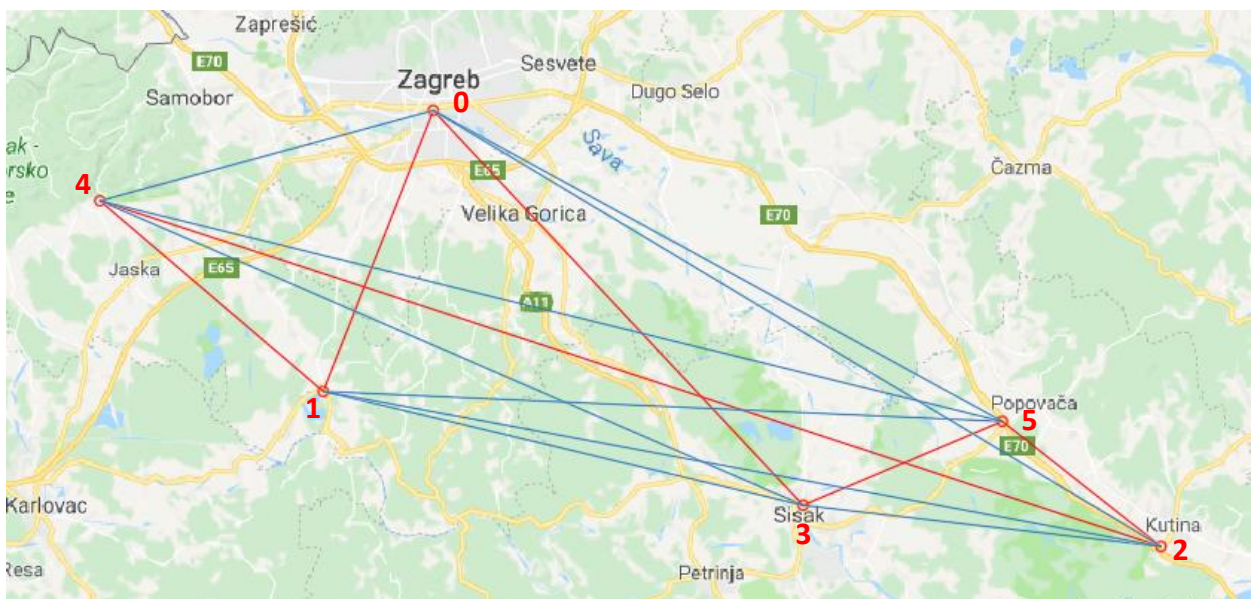 Zaprešić
E70
Zagreb
Sesvete
Samobor
0
Dugo Selo
Sava
ak -
orsko
e
4
E65
Čazma
Velika Gorica
E70
Jaska
E65
A11
1
Popovača
5
E70
Karlovac
Sisak
3
Kutina
2
Petrinja
Resa